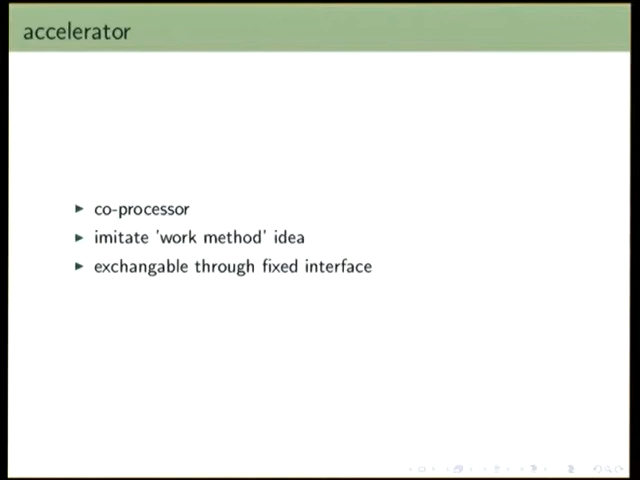 accelerator
co-processor
imitate 'work method' idea
exchangable through fixed interface